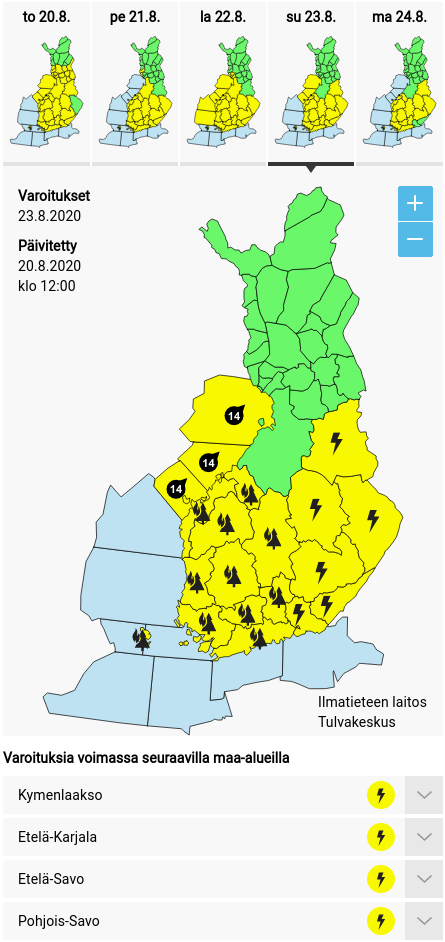 to 20.8.
pe 21.8.
la 22.8.
su 23.8.
ma 24.8.
Varoitukset
23.8.2020
Päivitetty
20.8.2020
klo 12:00
+
−
14
14
14
Ilmatieteen laitos
Tulvakeskus
Varoituksia voimassa seuraavilla maa-alueilla
Kymenlaakso
Etelä-Karjala
Etelä-Savo
Pohjois-Savo